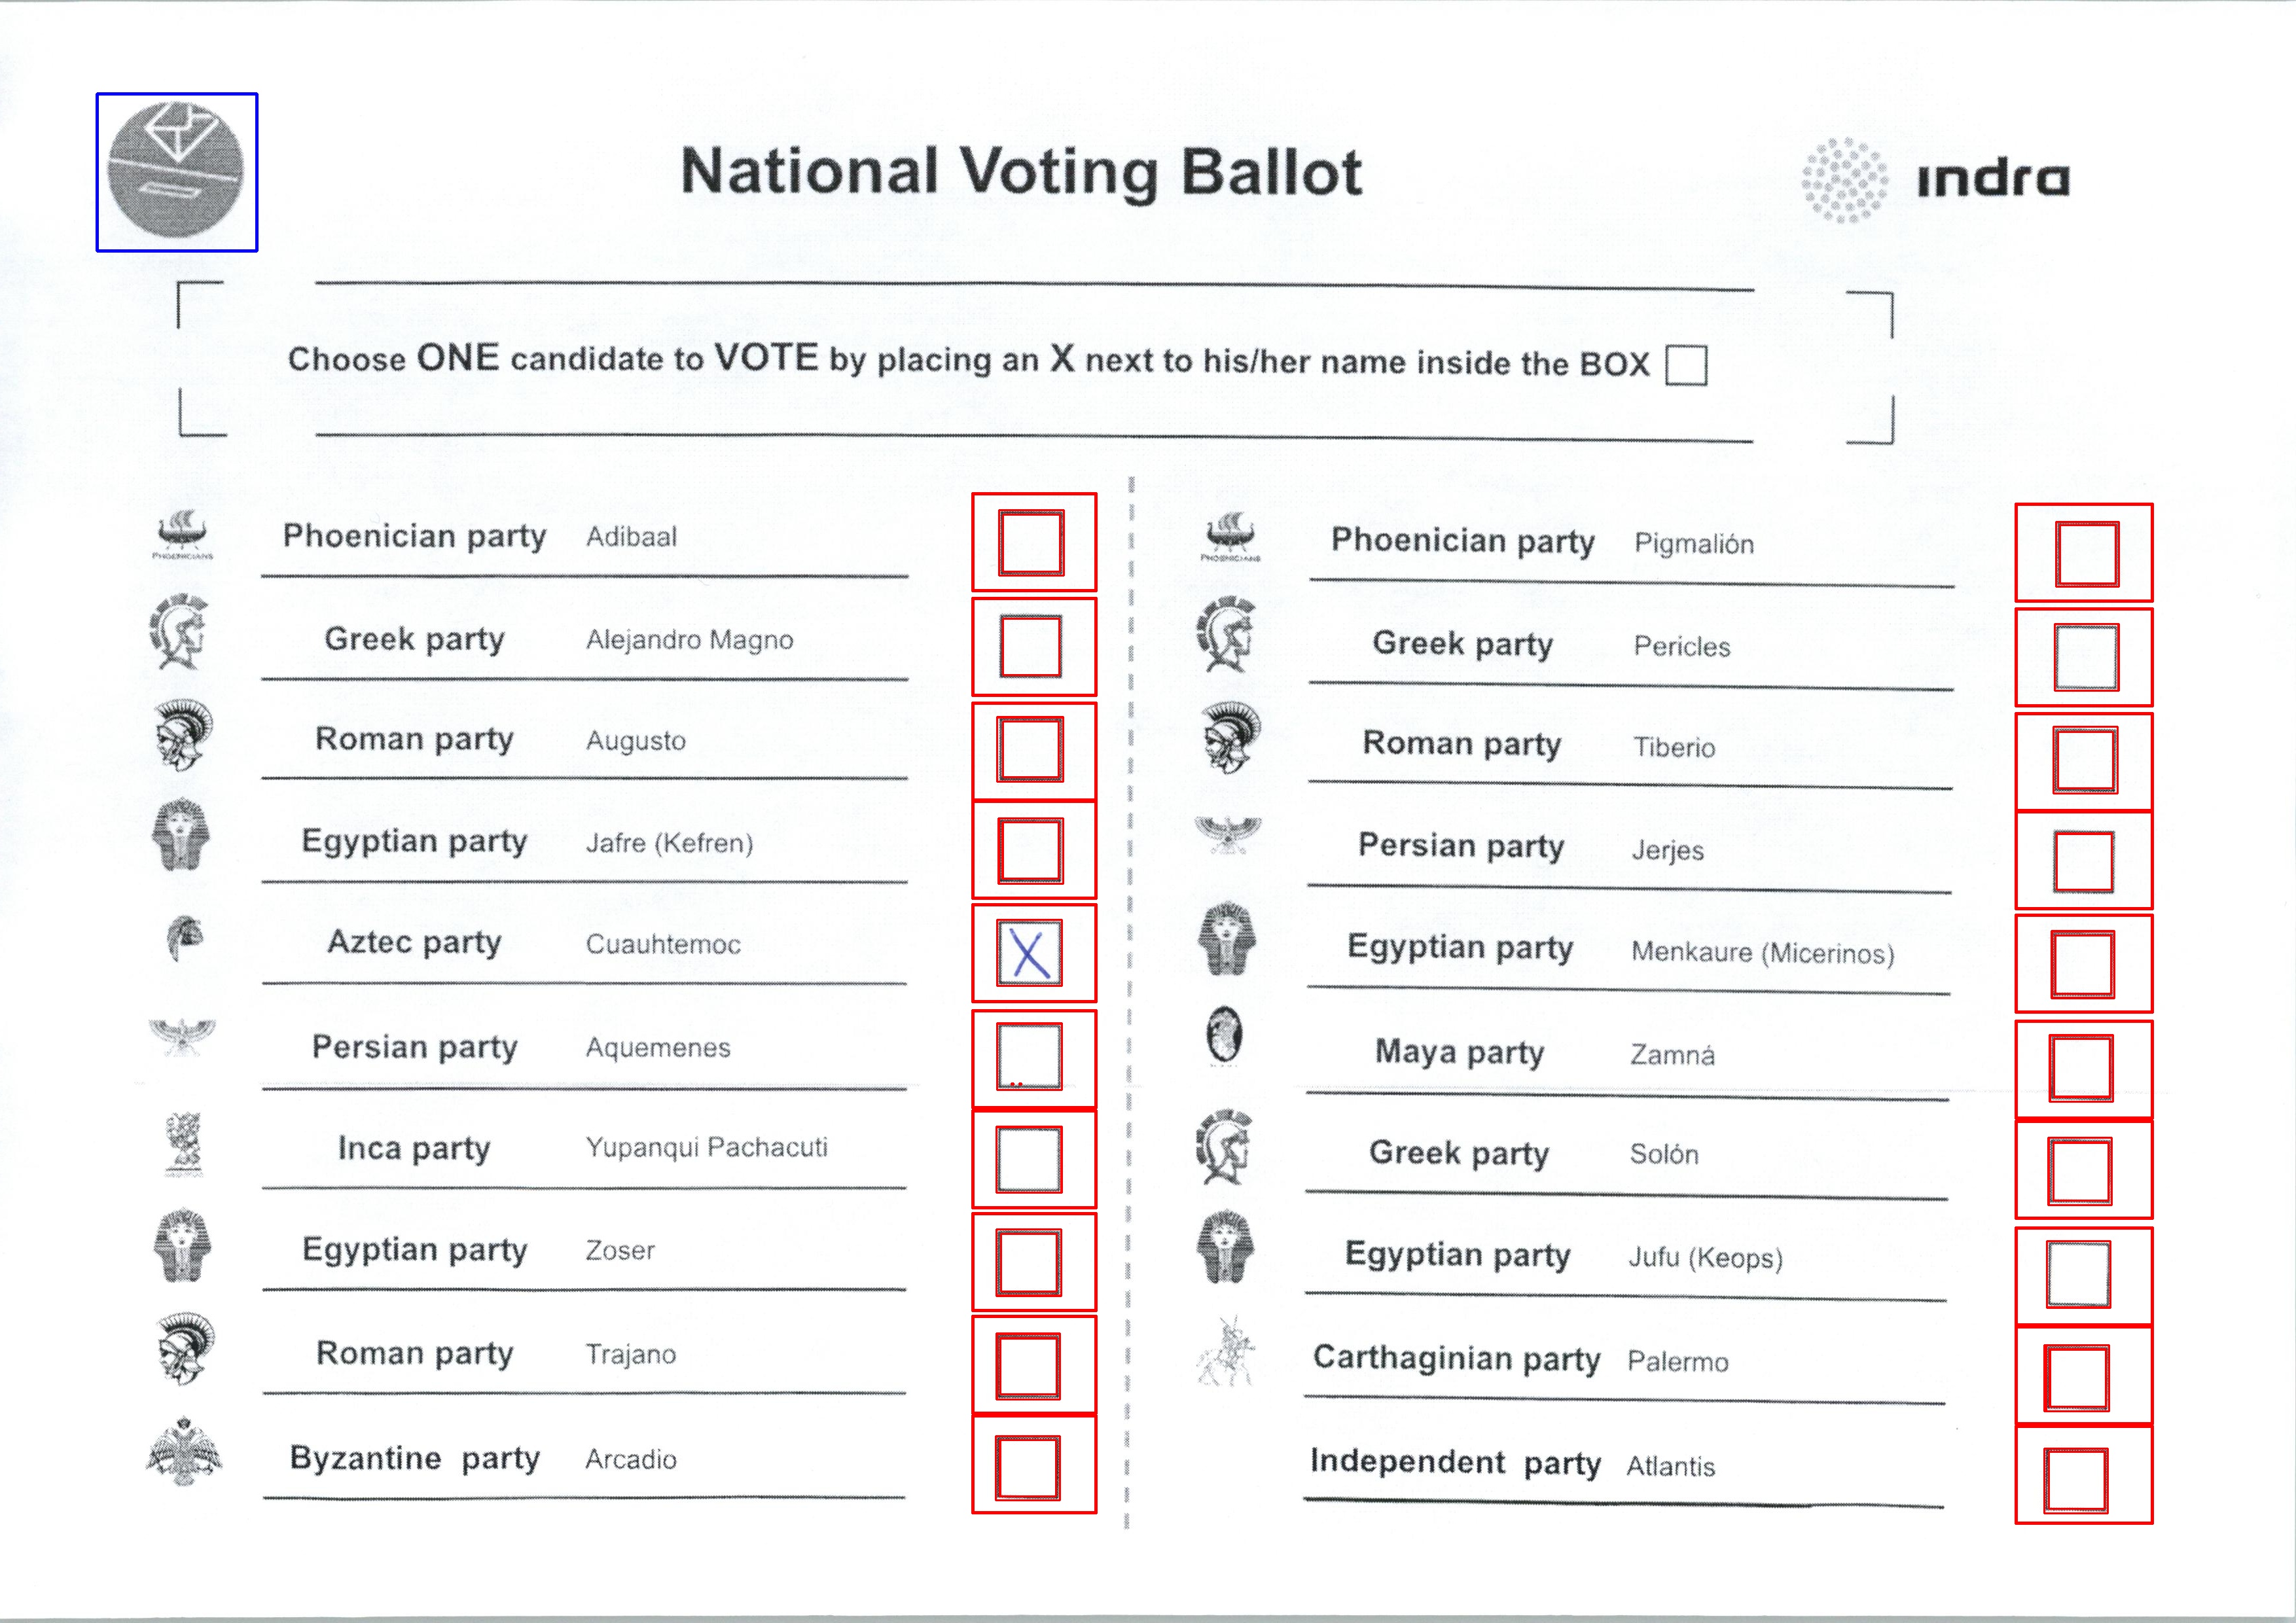 National Voting Ballot
indra
Choose ONE candidate to VOTE by placing an X next to his/her name inside the BOX
PHOENICIANS
Phoenician party Adibaal
Greek party Alejandro Magno
Roman party Augusto
Egyptian party Jafre (Kefren)
Aztec party Cuauhtemoc X
Persian party Aquemenes
Inca party Yupanqui Pachacuti
Egyptian party Zoser
Roman party Trajano
Byzantine party Arcadio
PHOENICIANS
Phoenician party Pigmalión
Greek party Pericles
Roman party Tiberio
Persian party Jerjes
Egyptian party Menkaure (Micerinos)
Maya party Zamná
Greek party Solón
Egyptian party Jufu (Keops)
Carthaginian party Palermo
Independent party Atlantis